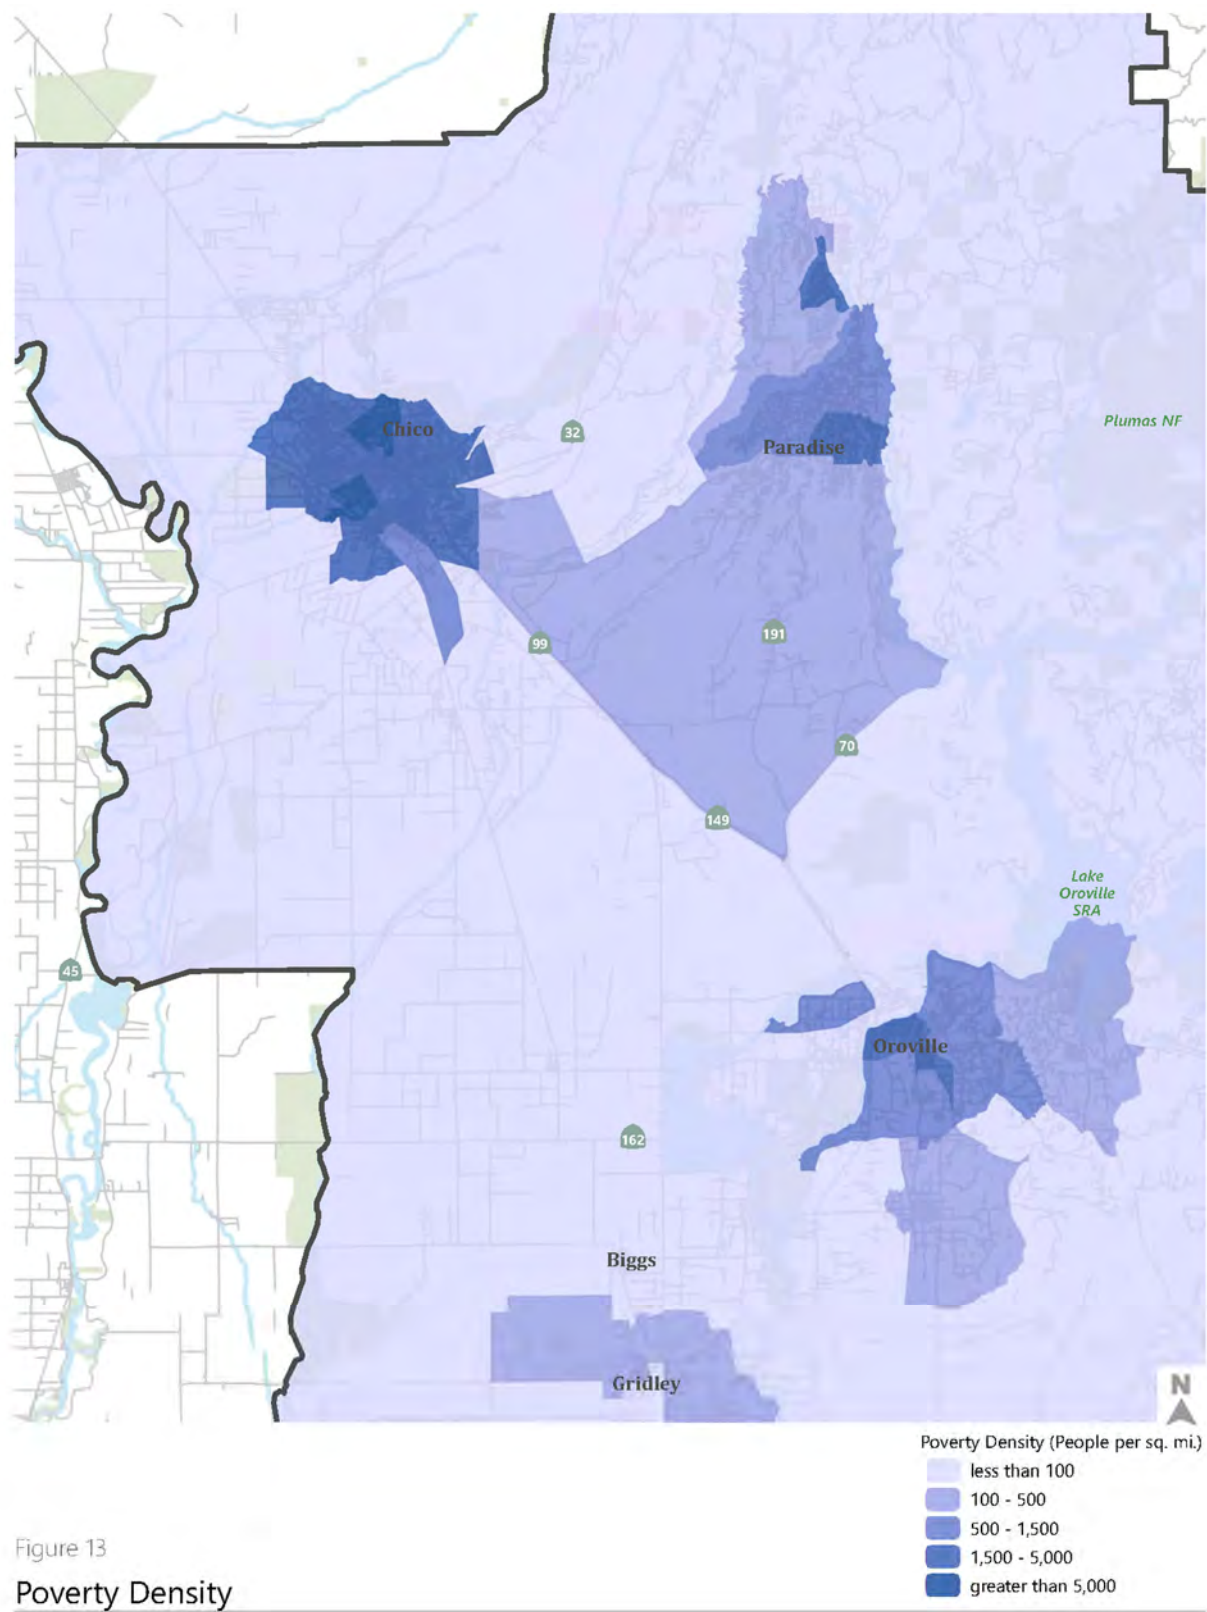 Chico
32
Plumas NF
Paradise
191
99
70
149
Lake
Oroville
SRA
45
Oroville
162
Biggs
Gridley
N
Poverty Density (People per sq. mi.)
less than 100
100 - 500
500 - 1,500
1,500 - 5,000
greater than 5,000
Figure 13
Poverty Density